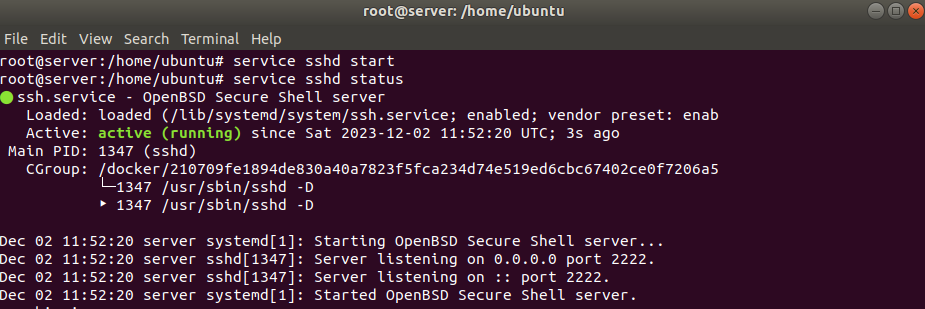 root@server: /home/ubuntu
File Edit View Search Terminal Help
root@server:/home/ubuntu# service sshd start
root@server:/home/ubuntu# service sshd status
● ssh.service - OpenBSD Secure Shell server
   Loaded: loaded (/lib/systemd/system/ssh.service; enabled; vendor preset: enab
   Active: active (running) since Sat 2023-12-02 11:52:20 UTC; 3s ago
 Main PID: 1347 (sshd)
   CGroup: /docker/210709fe1894de830a40a7823f5fca234d74e519ed6cbc67402ce0f7206a5
           └─1347 /usr/sbin/sshd -D
           ‣ 1347 /usr/sbin/sshd -D
Dec 02 11:52:20 server systemd[1]: Starting OpenBSD Secure Shell server...
Dec 02 11:52:20 server sshd[1347]: Server listening on 0.0.0.0 port 2222.
Dec 02 11:52:20 server sshd[1347]: Server listening on :: port 2222.
Dec 02 11:52:20 server systemd[1]: Started OpenBSD Secure Shell server.